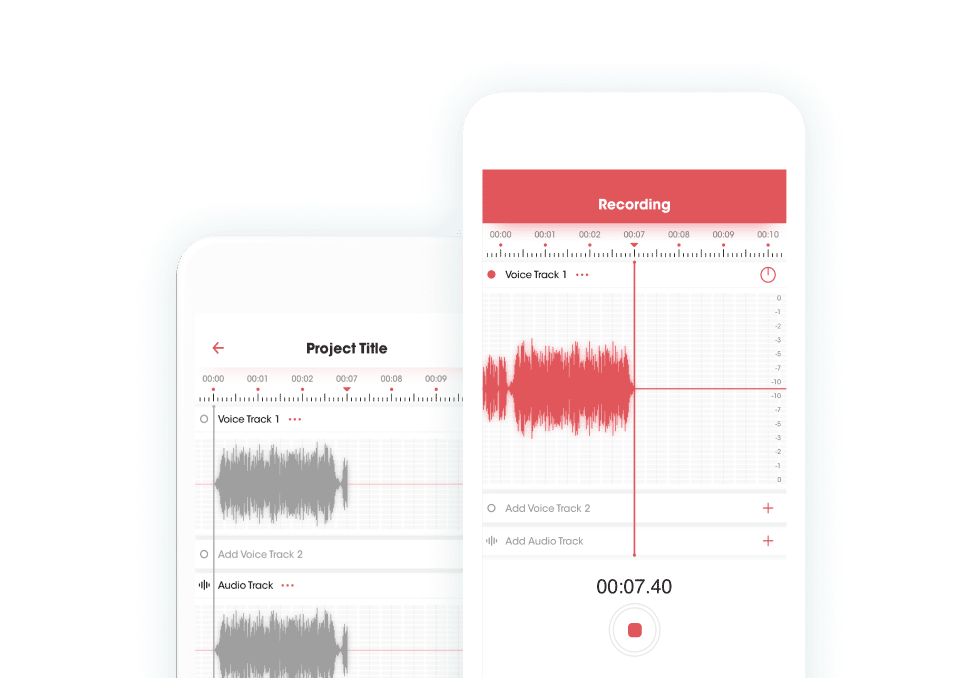 Project Title
00:00 00:01 00:02 00:07 00:08 00:09
Voice Track 1
Add Voice Track 2
Audio Track
Recording
00:00 00:01 00:02 00:07 00:08 00:09 00:10
Voice Track 1
0
-1
-2
-3
-5
-7
-10
-10
-7
-5
-3
-2
-1
0
Add Voice Track 2
Add Audio Track
00:07.40